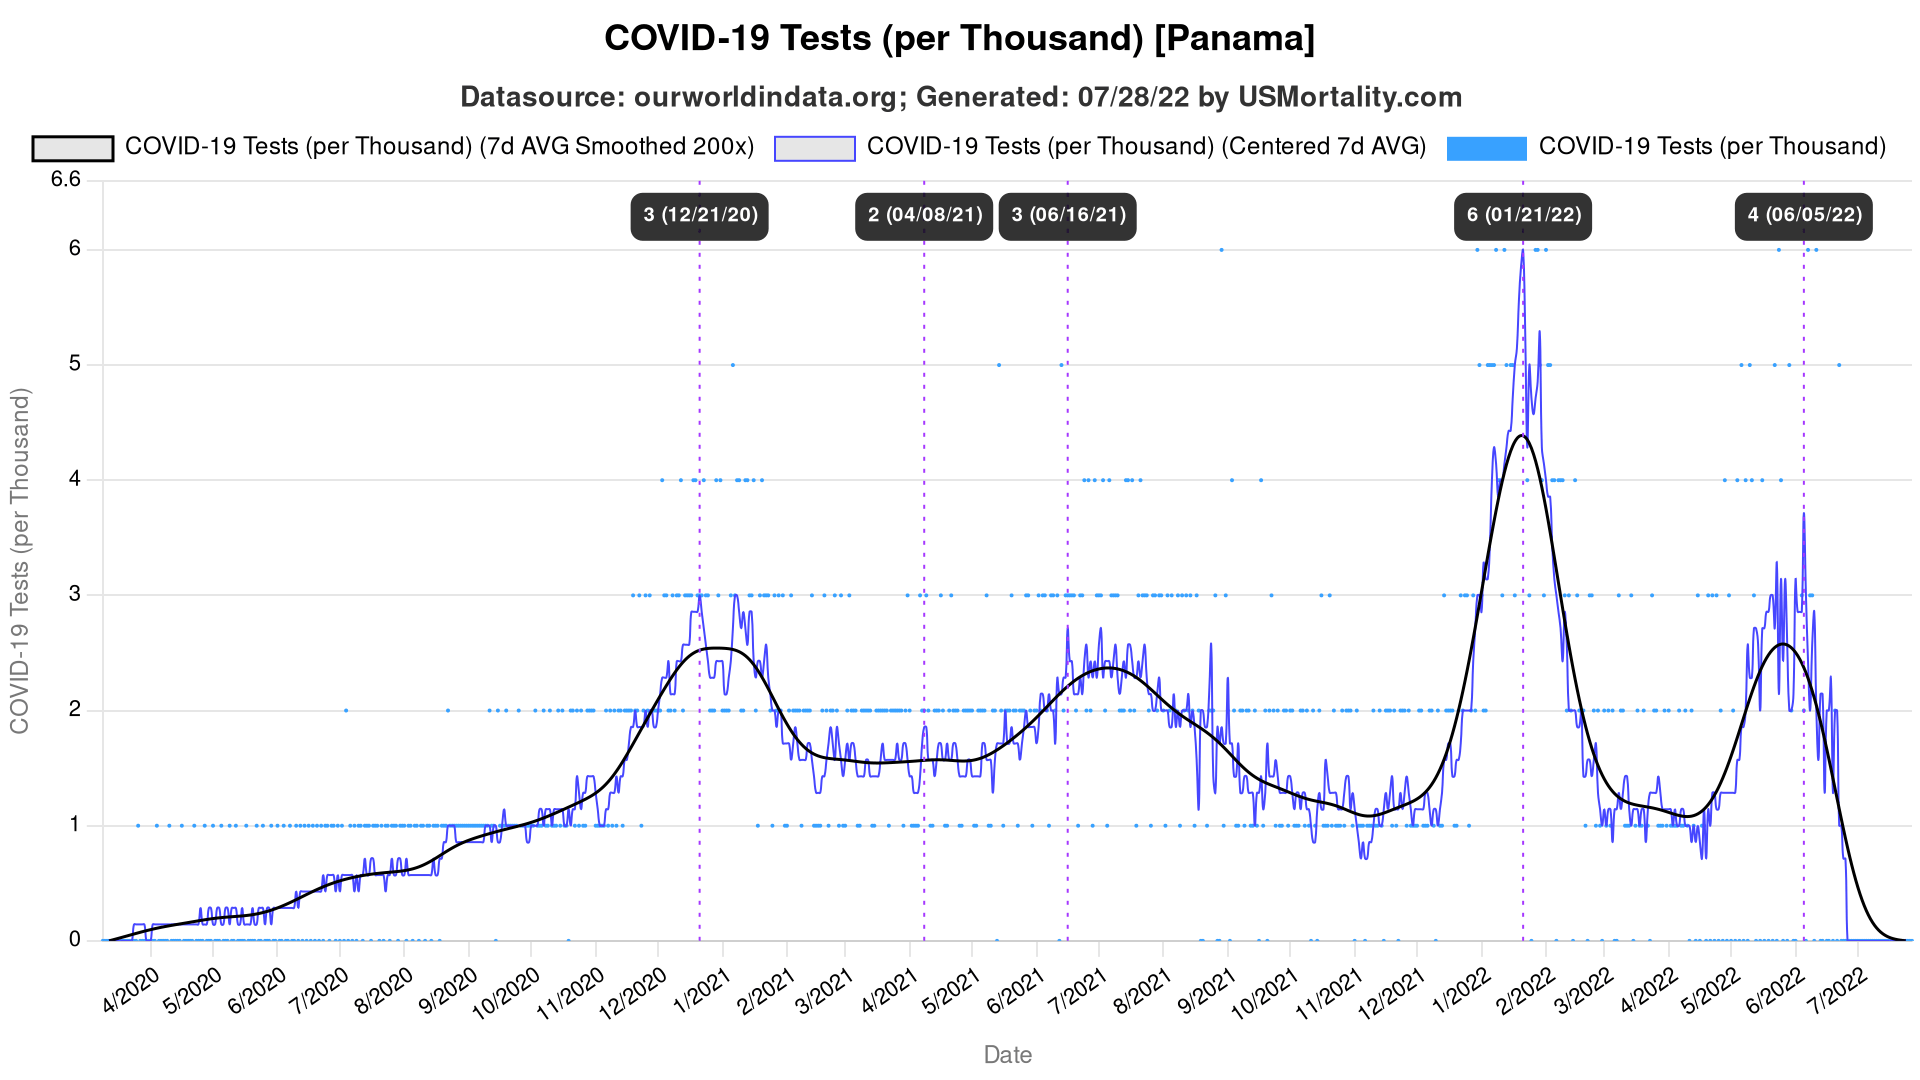 COVID-19 Tests (per Thousand) [Panama]
Datasource: ourworldindata.org; Generated: 07/28/22 by USMortality.com
COVID-19 Tests (per Thousand) (7d AVG Smoothed 200x) COVID-19 Tests (per Thousand) (Centered 7d AVG) COVID-19 Tests (per Thousand)
6.6
3 (12/21/20) 2 (04/08/21) 3 (06/16/21) 6 (01/21/22) 4 (06/05/22)
6
5
4
3
2
1
0
COVID-19 Tests (per Thousand)
4/2020 5/2020 6/2020 7/2020 8/2020 9/2020 10/2020 11/2020 12/2020 1/2021 2/2021 3/2021 4/2021 5/2021 6/2021 7/2021 8/2021 9/2021 10/2021 11/2021 12/2021 1/2022 2/2022 3/2022 4/2022 5/2022 6/2022 7/2022
Date